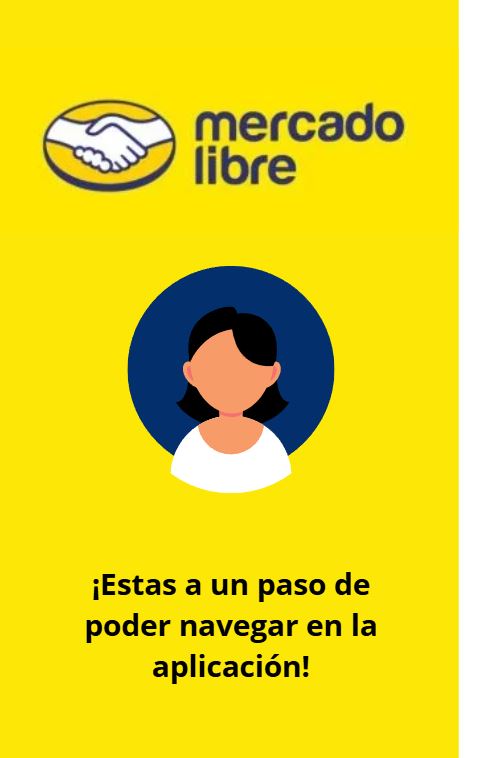 mercado
libre
¡Estas a un paso de
poder navegar en la
aplicación!